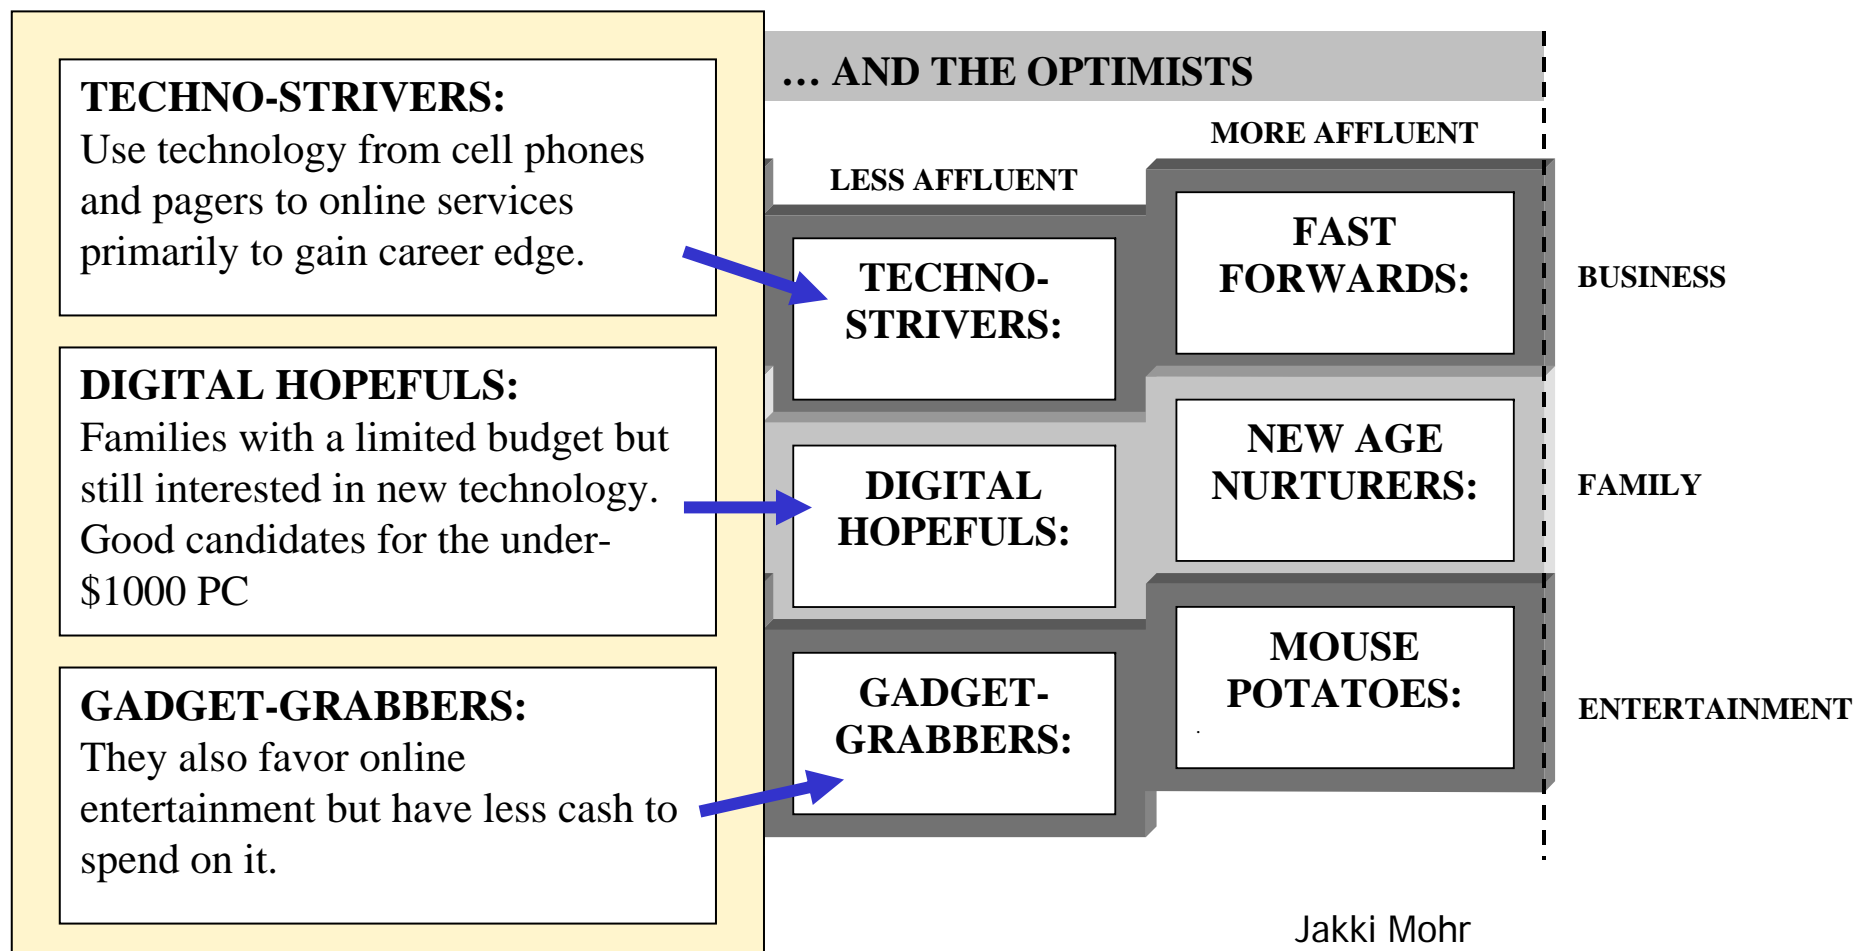 TECHNO-STRIVERS:
Use technology from cell phones
and pagers to online services
primarily to gain career edge.
DIGITAL HOPEFULS:
Families with a limited budget but
still interested in new technology.
Good candidates for the under-
$1000 PC
GADGET-GRABBERS:
They also favor online
entertainment but have less cash to
spend on it.
... AND THE OPTIMISTS
LESS AFFLUENT
MORE AFFLUENT
TECHNO-
STRIVERS:
FAST
FORWARDS:
BUSINESS
DIGITAL
HOPEFULS:
NEW AGE
NURTURERS:
FAMILY
GADGET-
GRABBERS:
MOUSE
POTATOES:
.
ENTERTAINMENT
Jakki Mohr